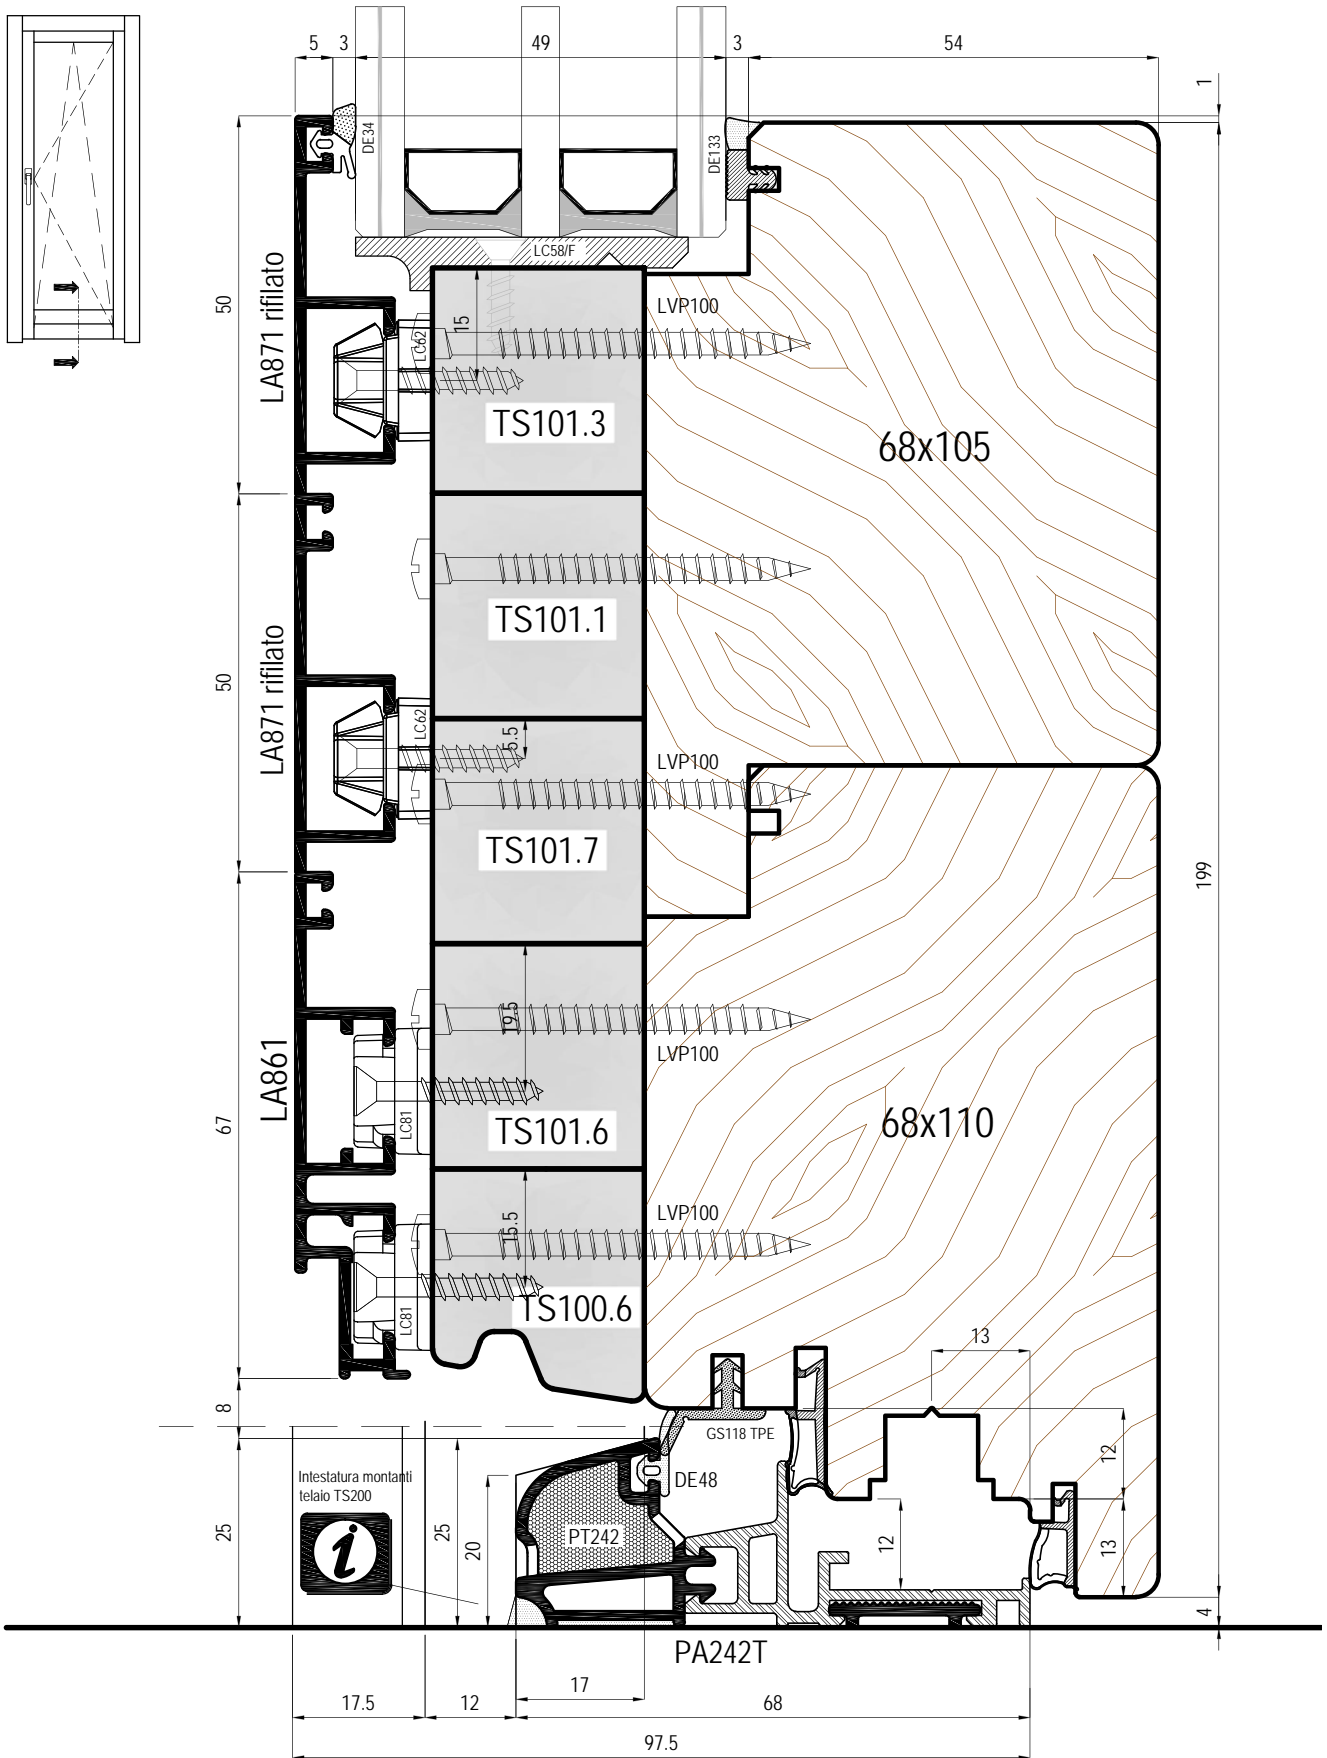 5
3
49
3
54
1
DE34
DE133
LC58/F
LA871 rifilato
50
15
LC62
LVP100
TS101.3
68x105
TS101.1
LA871 rifilato
50
LC62
5.5
LVP100
TS101.7
199
19.5
LVP100
LA861
67
LC81
TS101.6
68x110
15.5
LVP100
LC81
TS100.6
13
8
GS118 TPE
12
Intestatura montanti
telaio TS200
i
25
25
20
DE48
PT242
12
13
4
PA242T
17
17.5
12
68
97.5